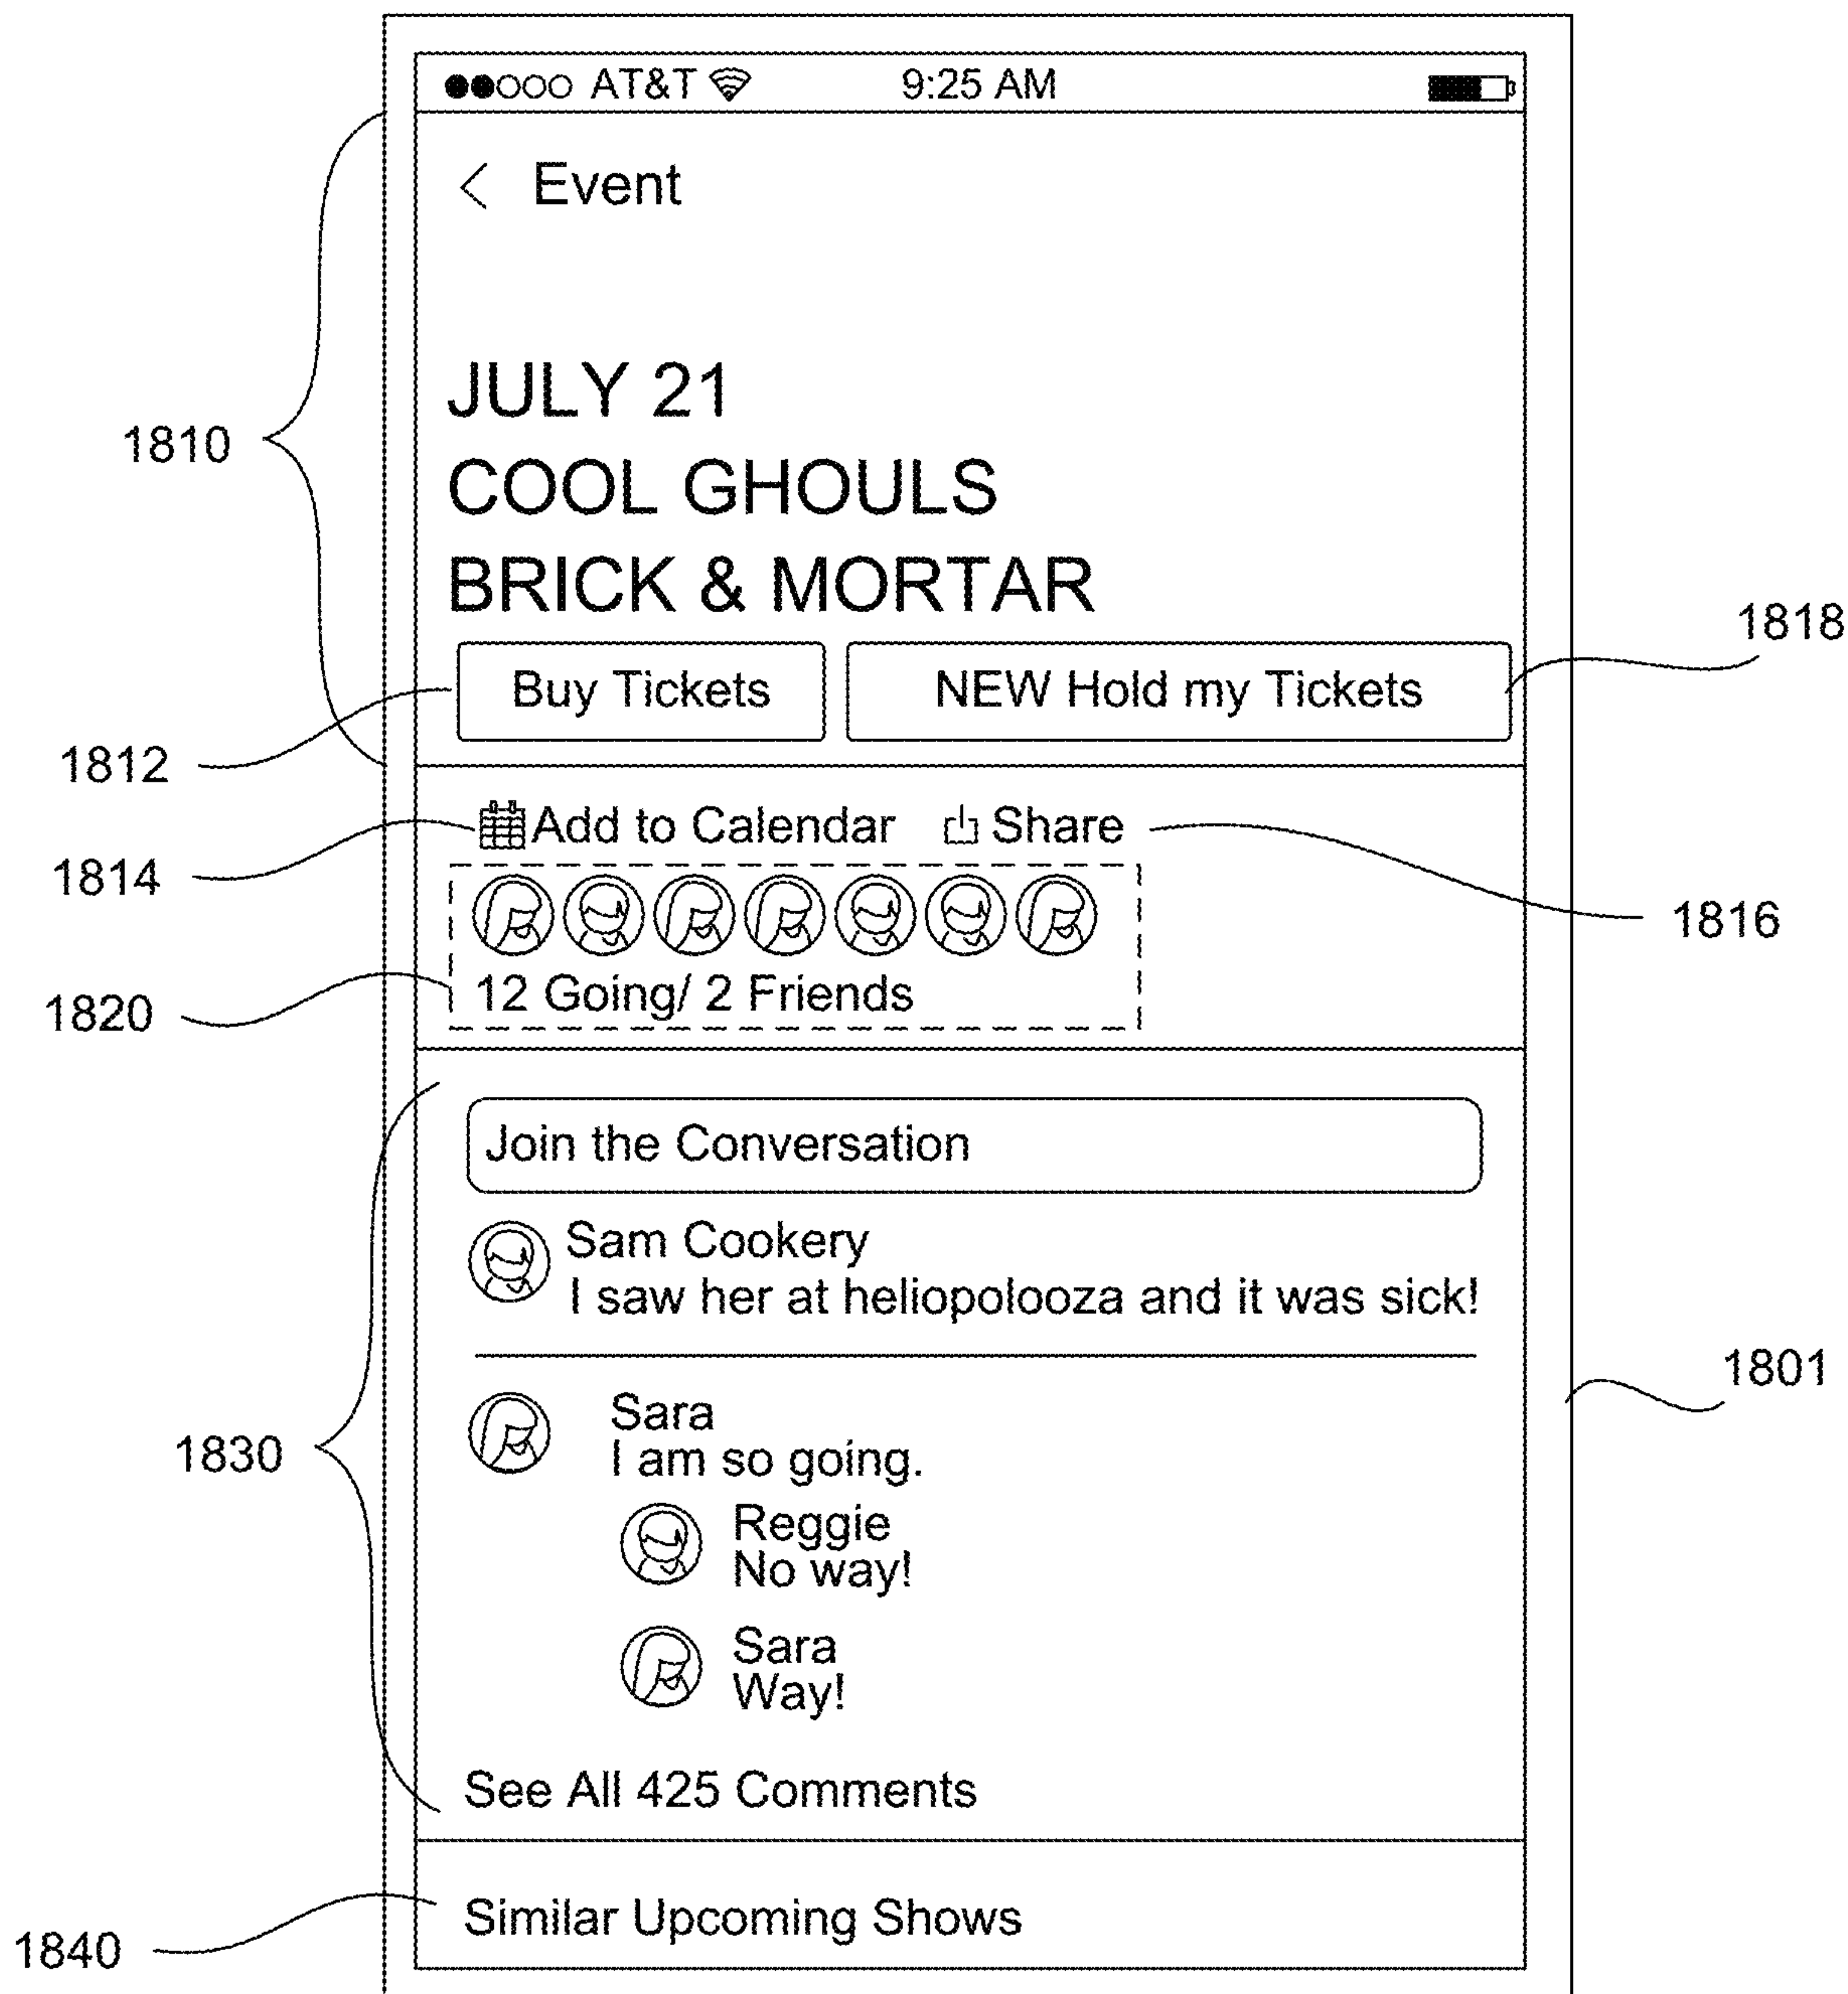 AT&T 9:25 AM
< Event
JULY 21
1810
COOL GHOULS
BRICK & MORTAR
1818
Buy Tickets NEW Hold my Tickets
1812
Add to Calendar Share
1814
1816
12 Going/ 2 Friends
1820
Join the Conversation
Sam Cookery
I saw her at heliopolooza and it was sick!
1801
Sara
I am so going.
1830
Reggie
No way!
Sara
Way!
See All 425 Comments
Similar Upcoming Shows
1840